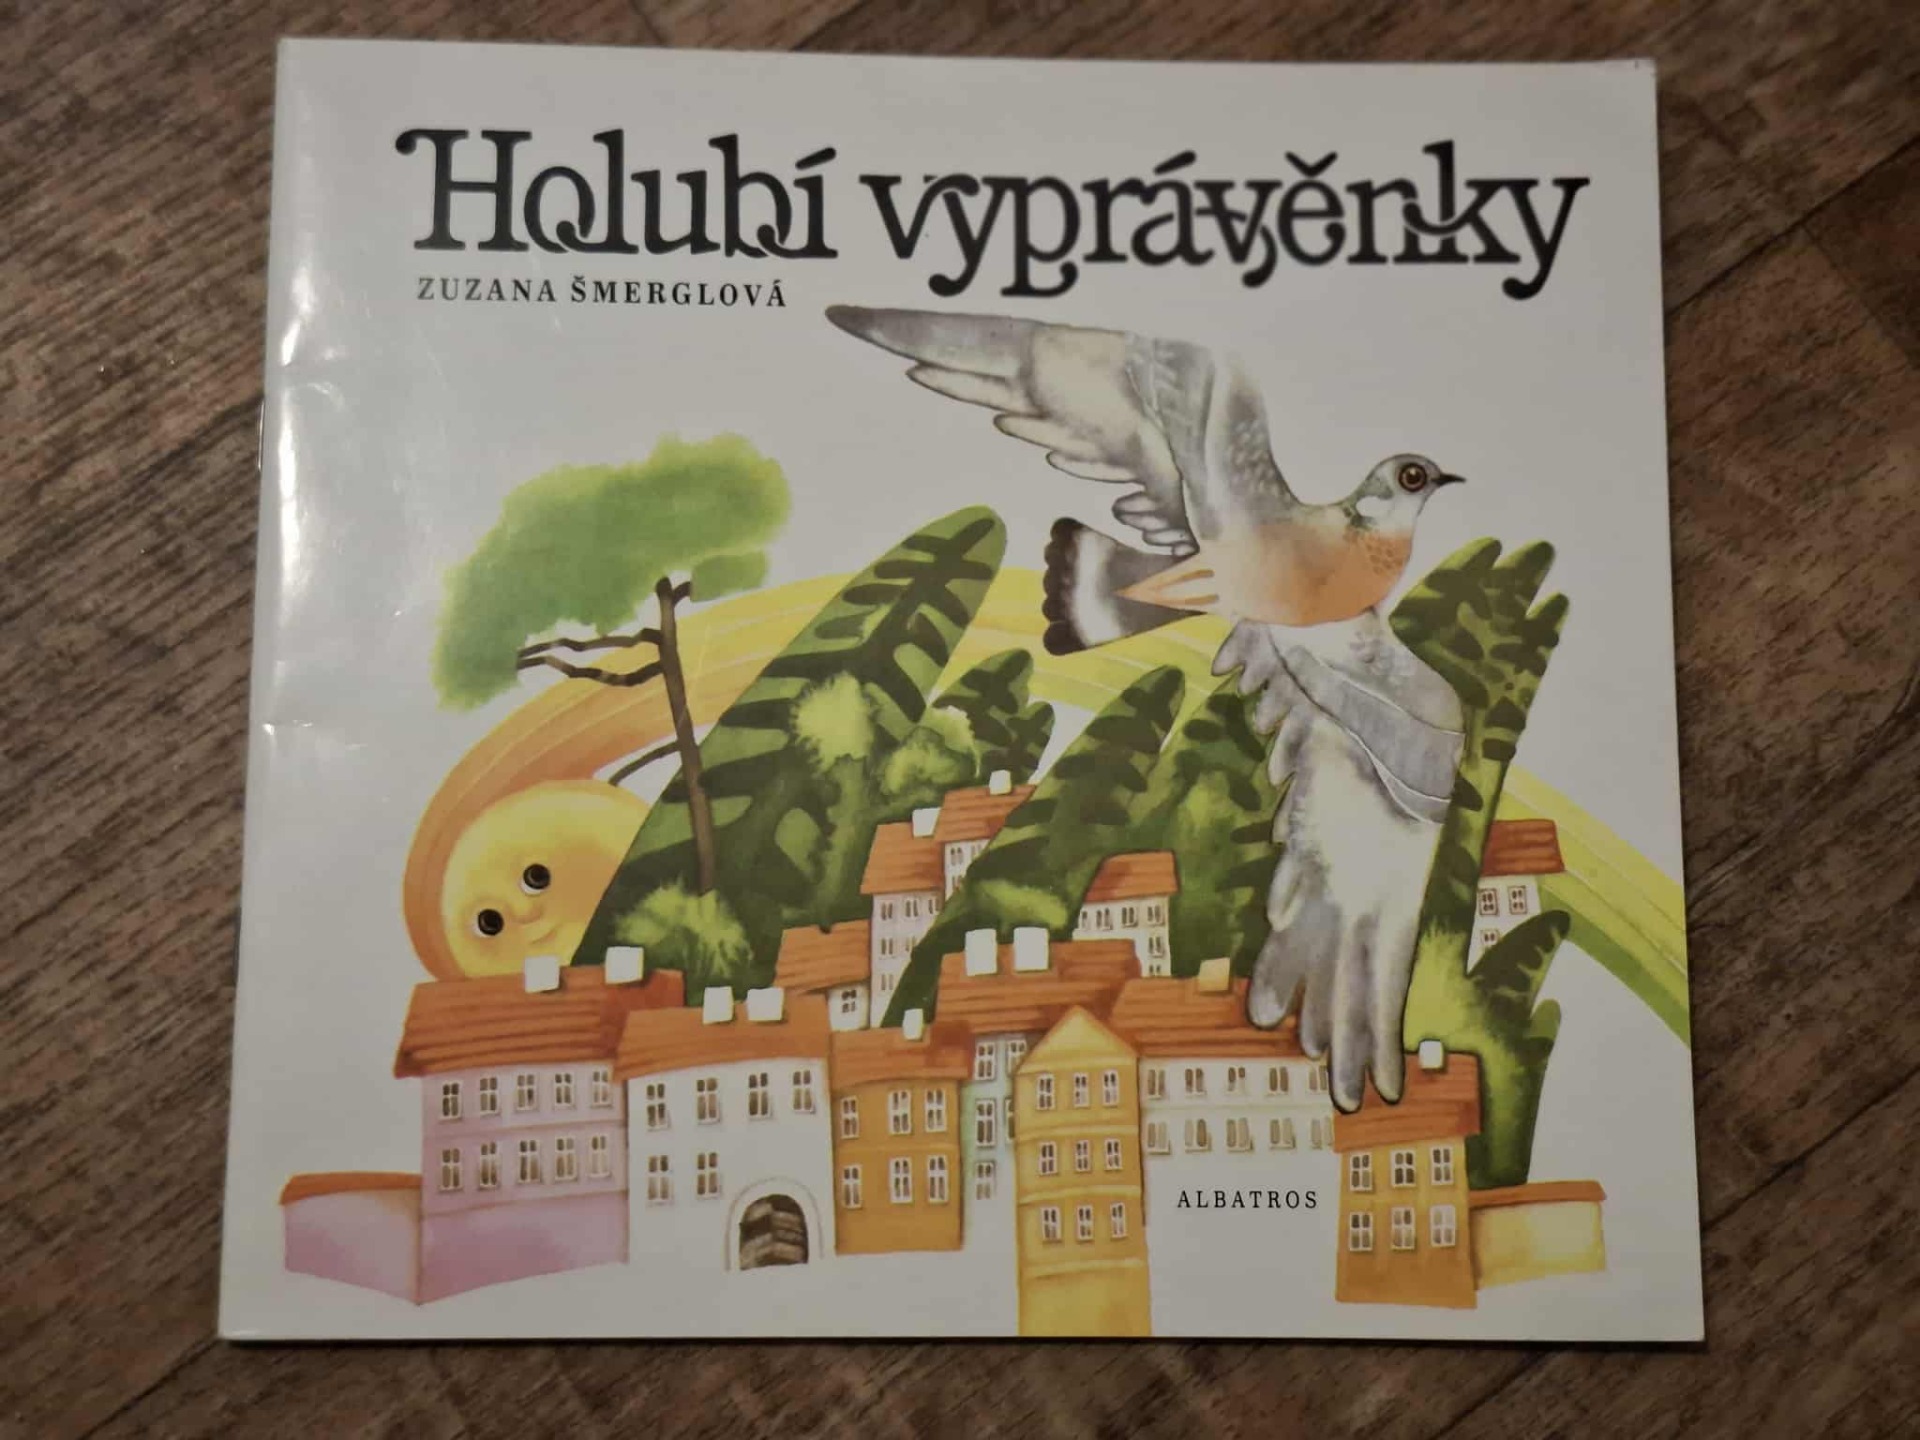 Holubí vyprávěnky
ZUZANA ŠMERGLOVÁ
ALBATROS